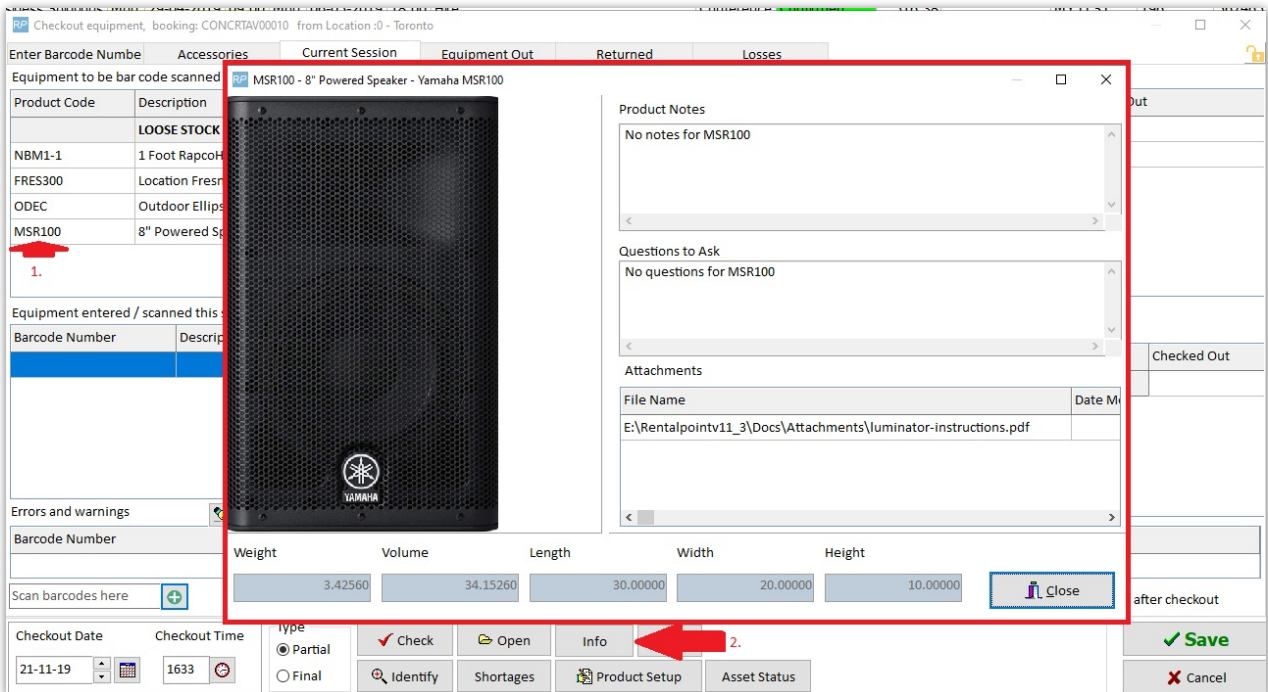 Checkout equipment, booking: CONCRTAV00010 from Location :0 - Toronto
Enter Barcode Numbe Accessories Current Session Equipment Out Returned Losses
Equipment to be bar code scanned
Product Code Description
LOOSE STOCK
NBM1-1 1 Foot RapcoH
FRES300 Location Fresn
ODEC Outdoor Ellips
MSR100 8" Powered Sp
1.
Equipment entered / scanned this s
Barcode Number Descrip
Errors and warnings
Barcode Number
Scan barcodes here
RP MSR100 - 8" Powered Speaker - Yamaha MSR100
YAMAHA
Product Notes
No notes for MSR100
Questions to Ask
No questions for MSR100
Attachments
File Name Date Mo
E:\Rentalpointv11_3\Docs\Attachments\luminator-instructions.pdf
Weight Volume Length Width Height
3.42560 34.15260 30.00000 20.00000 10.00000
Close
Out
Checked Out
after checkout
Checkout Date Checkout Time Type
Partial
Final
21-11-19 1633
Check Open Info 2.
Identify Shortages Product Setup Asset Status
Save
Cancel